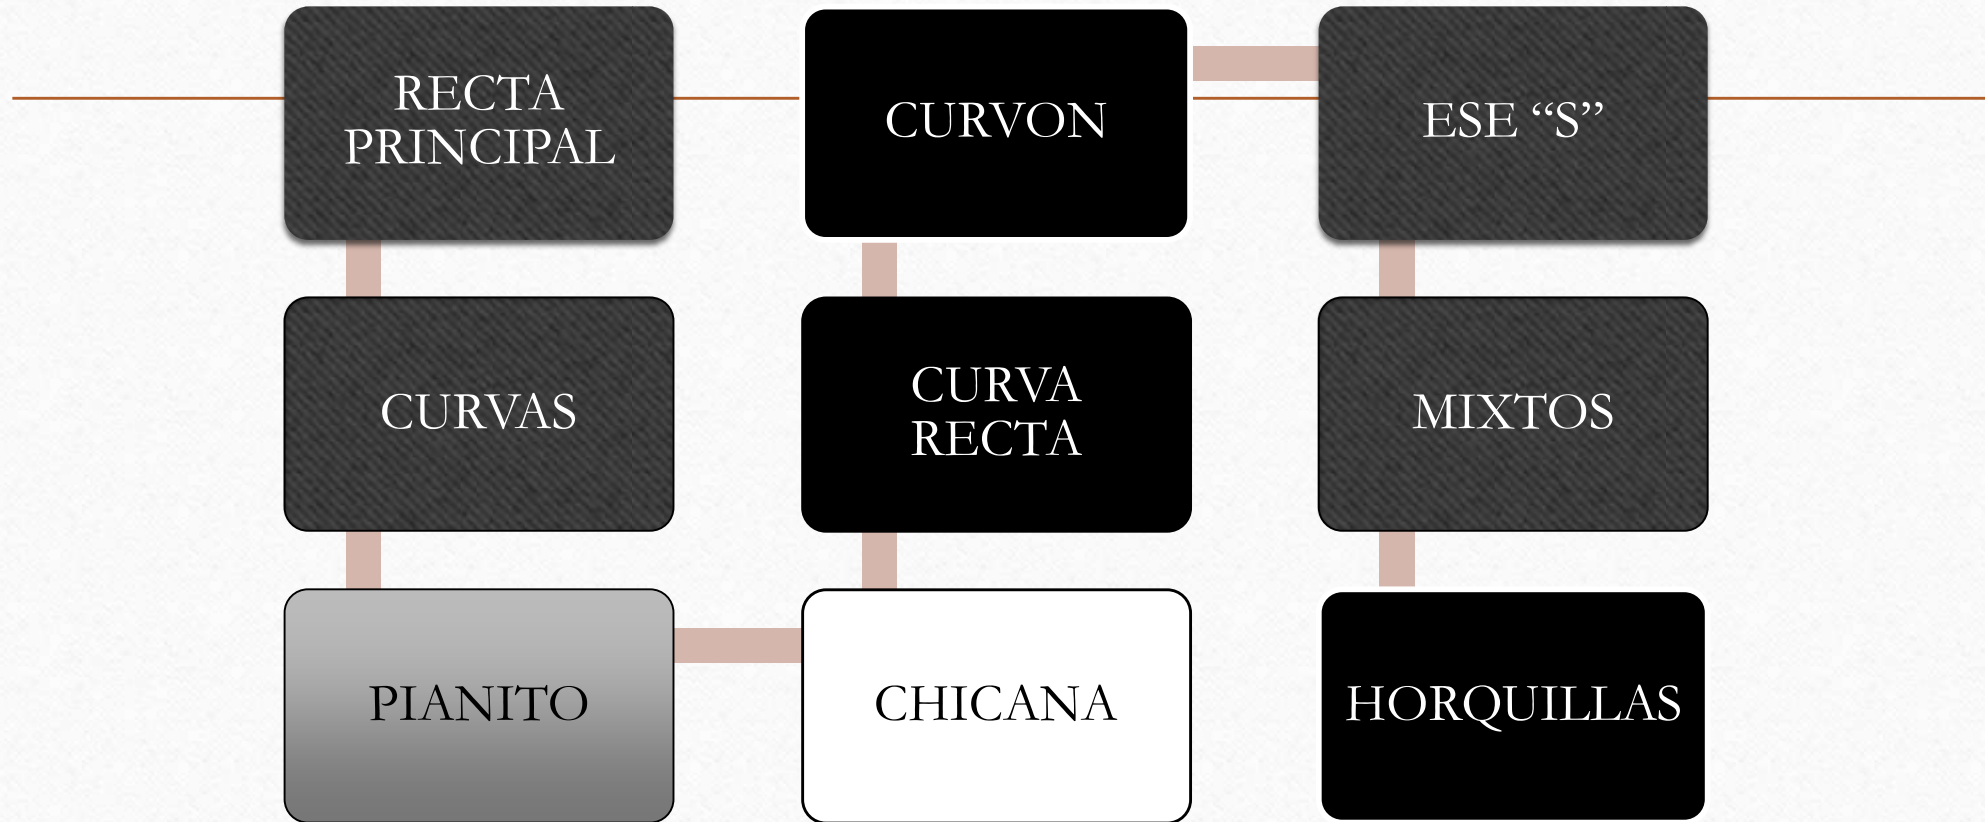 RECTA
PRINCIPAL
CURVAS
PIANITO
CHICANA
CURVA
RECTA
CURVON
ESE “S”
MIXTOS
HORQUILLAS